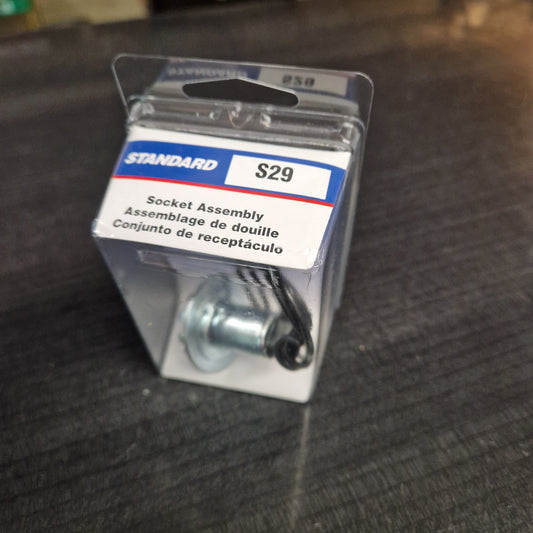 STANDARD
S29
Socket Assembly
Assemblage de douille
Conjunto de receptáculo